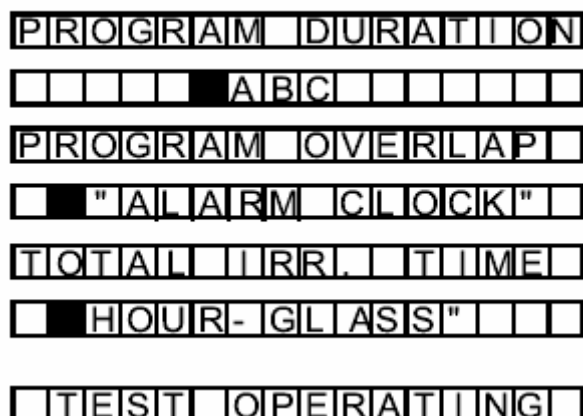 PROGRAM DURATION
ABC
PROGRAM OVERLAP
"ALARM CLOCK"
TOTAL IRR. TIME
HOUR-GLASS"
TEST OPERATING